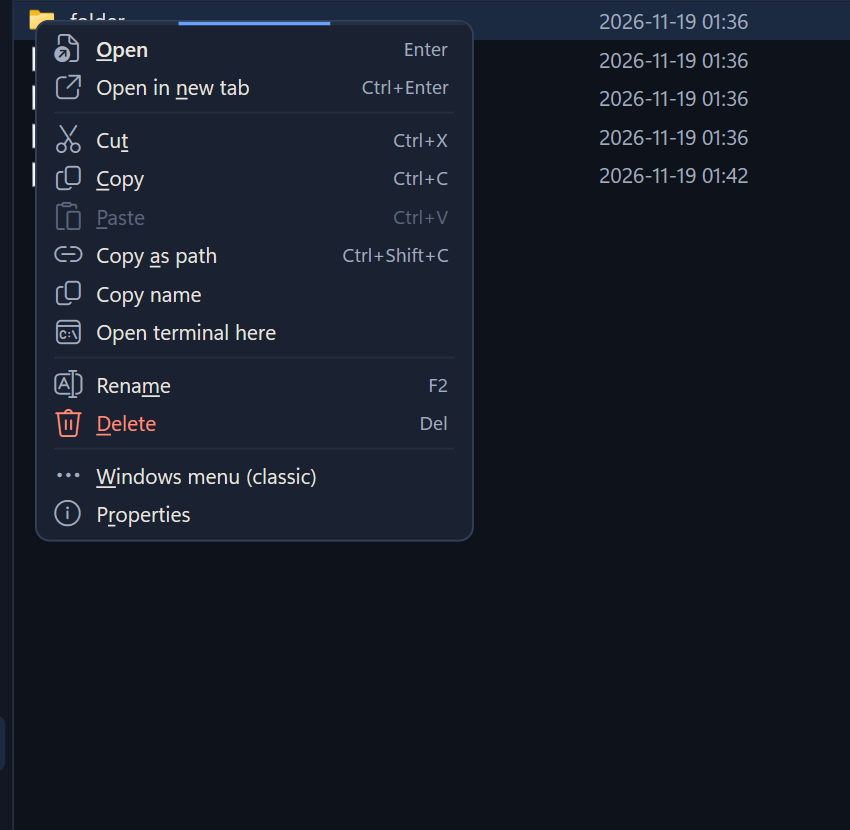 folder 2026-11-19 01:36
2026-11-19 01:36
2026-11-19 01:36
2026-11-19 01:36
2026-11-19 01:42
Open Enter
Open in new tab Ctrl+Enter
Cut Ctrl+X
Copy Ctrl+C
Paste Ctrl+V
Copy as path Ctrl+Shift+C
Copy name
C:\ Open terminal here
A Rename F2
Delete Del
Windows menu (classic)
Properties